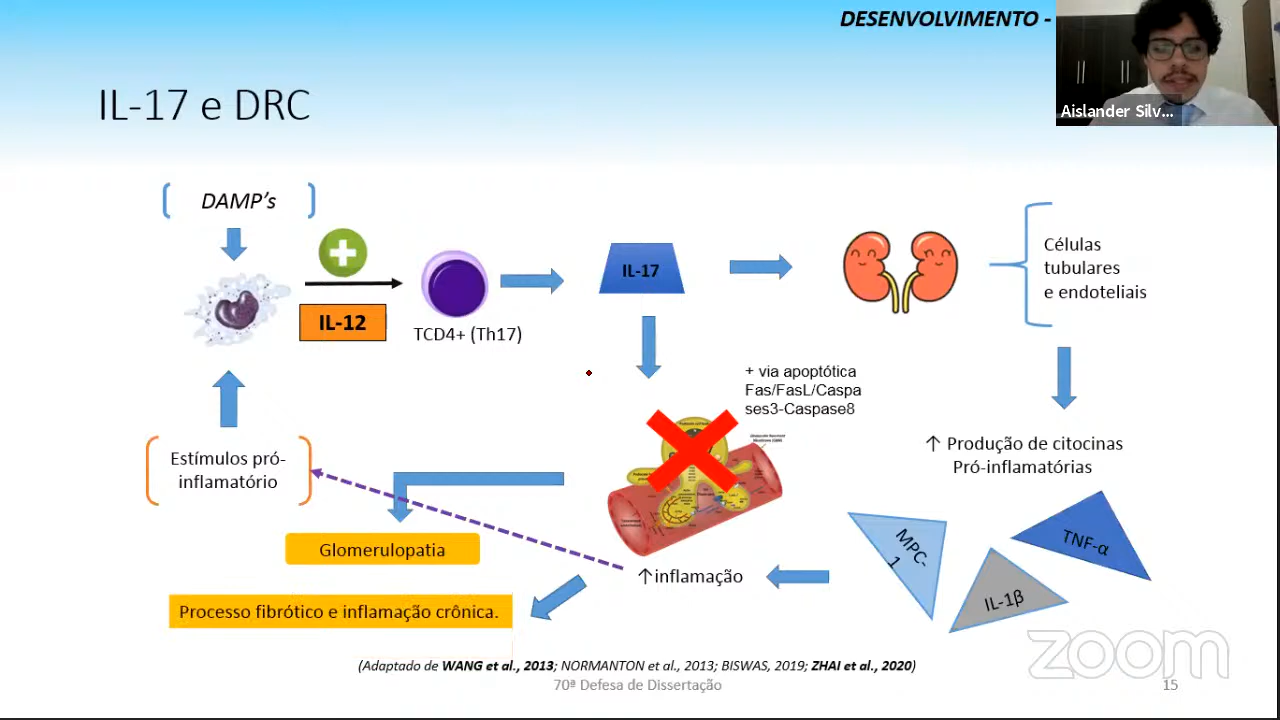 DESENVOLVIMENTO -
Aislander Silv...
IL-17 e DRC
DAMP's
IL-12
TCD4+ (Th17)
IL-17
Células
tubulares
e endoteliais
+ via apoptótica
Fas/FasL/Caspa
ses3-Caspase8
↑ Produção de citocinas
Pró-inflamatórias
Estímulos pró-
inflamatório
Glomerulopatia
MPC-
1
TNF-α
IL-1β
↑inflamação
Processo fibrótico e inflamação crônica.
(Adaptado de WANG et al., 2013; NORMANTON et al., 2013; BISWAS, 2019; ZHAI et al., 2020)
70ª Defesa de Dissertação
15
zoom